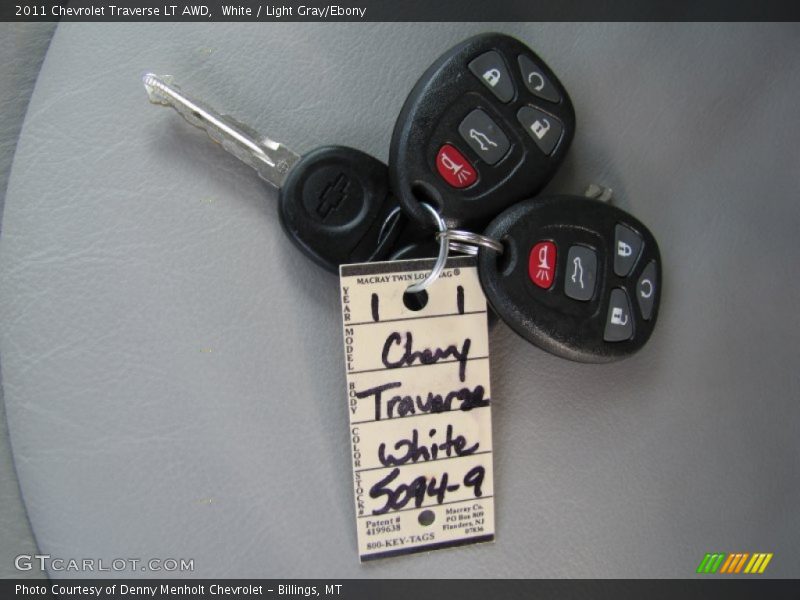 2011 Chevrolet Traverse LT AWD,  White / Light Gray/Ebony
MACRAY TWIN LOCK TAG®
YEAR 1 1
MODEL Chevy
BODY Traverse
COLOR White
STOCK# 5094-9
Patent #
4199638
800-KEY-TAGS
Macray Co.
PO Box 809
Flanders, NJ
07836
GTCARLOT.COM
Photo Courtesy of Denny Menholt Chevrolet – Billings, MT